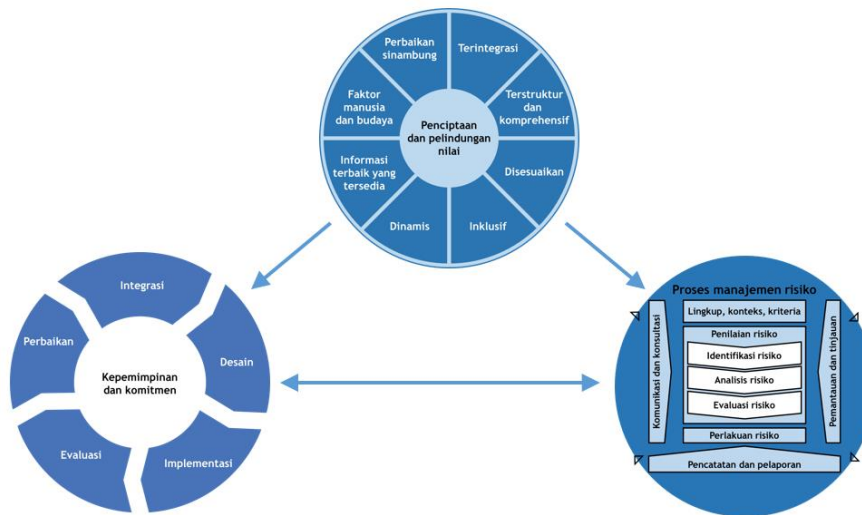 Perbaikan
sinambung
Terintegrasi
Faktor
manusia
dan budaya
Terstruktur
dan
komprehensif
Penciptaan
dan pelindungan
nilai
Informasi
terbaik yang
tersedia
Disesuaikan
Dinamis
Inklusif
Integrasi
Perbaikan
Desain
Kepemimpinan
dan komitmen
Evaluasi
Implementasi
Proses manajemen risiko
Lingkup, konteks, kriteria
Komunikasi dan konsultasi
Penilaian risiko
Identifikasi risiko
Analisis risiko
Evaluasi risiko
Pemantauan dan tinjauan
Perlakuan risiko
Pencatatan dan pelaporan